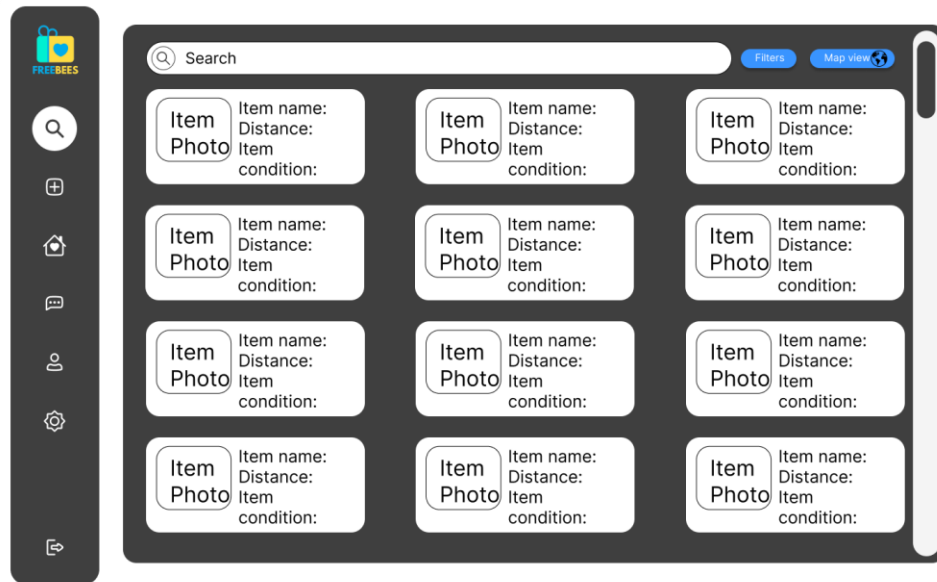 FREEBEES
Search
Filters
Map view
Item Photo
Item name:
Distance:
Item condition:
Item Photo
Item name:
Distance:
Item condition:
Item Photo
Item name:
Distance:
Item condition:
Item Photo
Item name:
Distance:
Item condition:
Item Photo
Item name:
Distance:
Item condition:
Item Photo
Item name:
Distance:
Item condition:
Item Photo
Item name:
Distance:
Item condition:
Item Photo
Item name:
Distance:
Item condition:
Item Photo
Item name:
Distance:
Item condition:
Item Photo
Item name:
Distance:
Item condition:
Item Photo
Item name:
Distance:
Item condition:
Item Photo
Item name:
Distance:
Item condition: